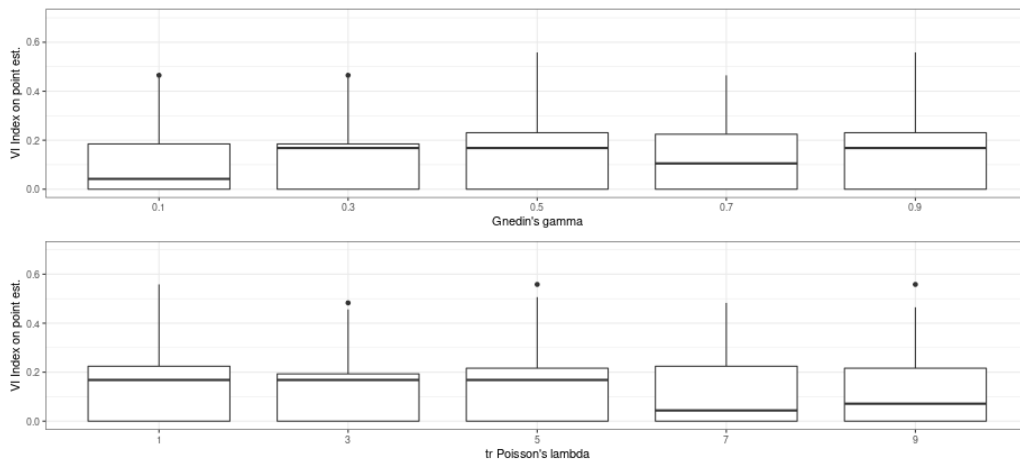 VI Index on point est.
0.6
0.4
0.2
0.0
0.1 0.3 0.5 0.7 0.9
Gnedin's gamma
VI Index on point est.
0.6
0.4
0.2
0.0
1 3 5 7 9
tr Poisson's lambda